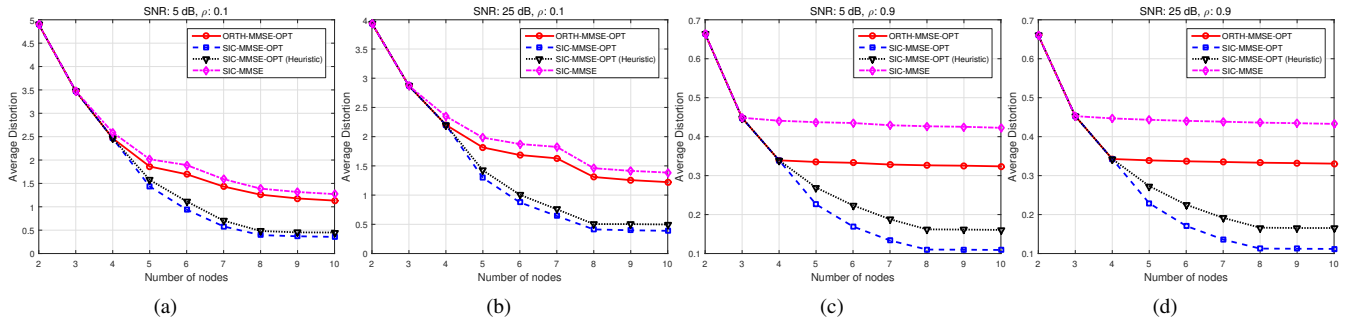 SNR: 5 dB, ρ: 0.1
5
4.5
4
3.5
3
2.5
2
1.5
1
0.5
0
Average Distortion
ORTH-MMSE-OPT
SIC-MMSE-OPT
SIC-MMSE-OPT (Heuristic)
SIC-MMSE
2 3 4 5 6 7 8 9 10
Number of nodes
(a)
SNR: 25 dB, ρ: 0.1
4
3.5
3
2.5
2
1.5
1
0.5
0
Average Distortion
ORTH-MMSE-OPT
SIC-MMSE-OPT
SIC-MMSE-OPT (Heuristic)
SIC-MMSE
2 3 4 5 6 7 8 9 10
Number of nodes
(b)
SNR: 5 dB, ρ: 0.9
0.7
0.6
0.5
0.4
0.3
0.2
0.1
Average Distortion
ORTH-MMSE-OPT
SIC-MMSE-OPT
SIC-MMSE-OPT (Heuristic)
SIC-MMSE
2 3 4 5 6 7 8 9 10
Number of nodes
(c)
SNR: 25 dB, ρ: 0.9
0.7
0.6
0.5
0.4
0.3
0.2
0.1
Average Distortion
ORTH-MMSE-OPT
SIC-MMSE-OPT
SIC-MMSE-OPT (Heuristic)
SIC-MMSE
2 3 4 5 6 7 8 9 10
Number of nodes
(d)